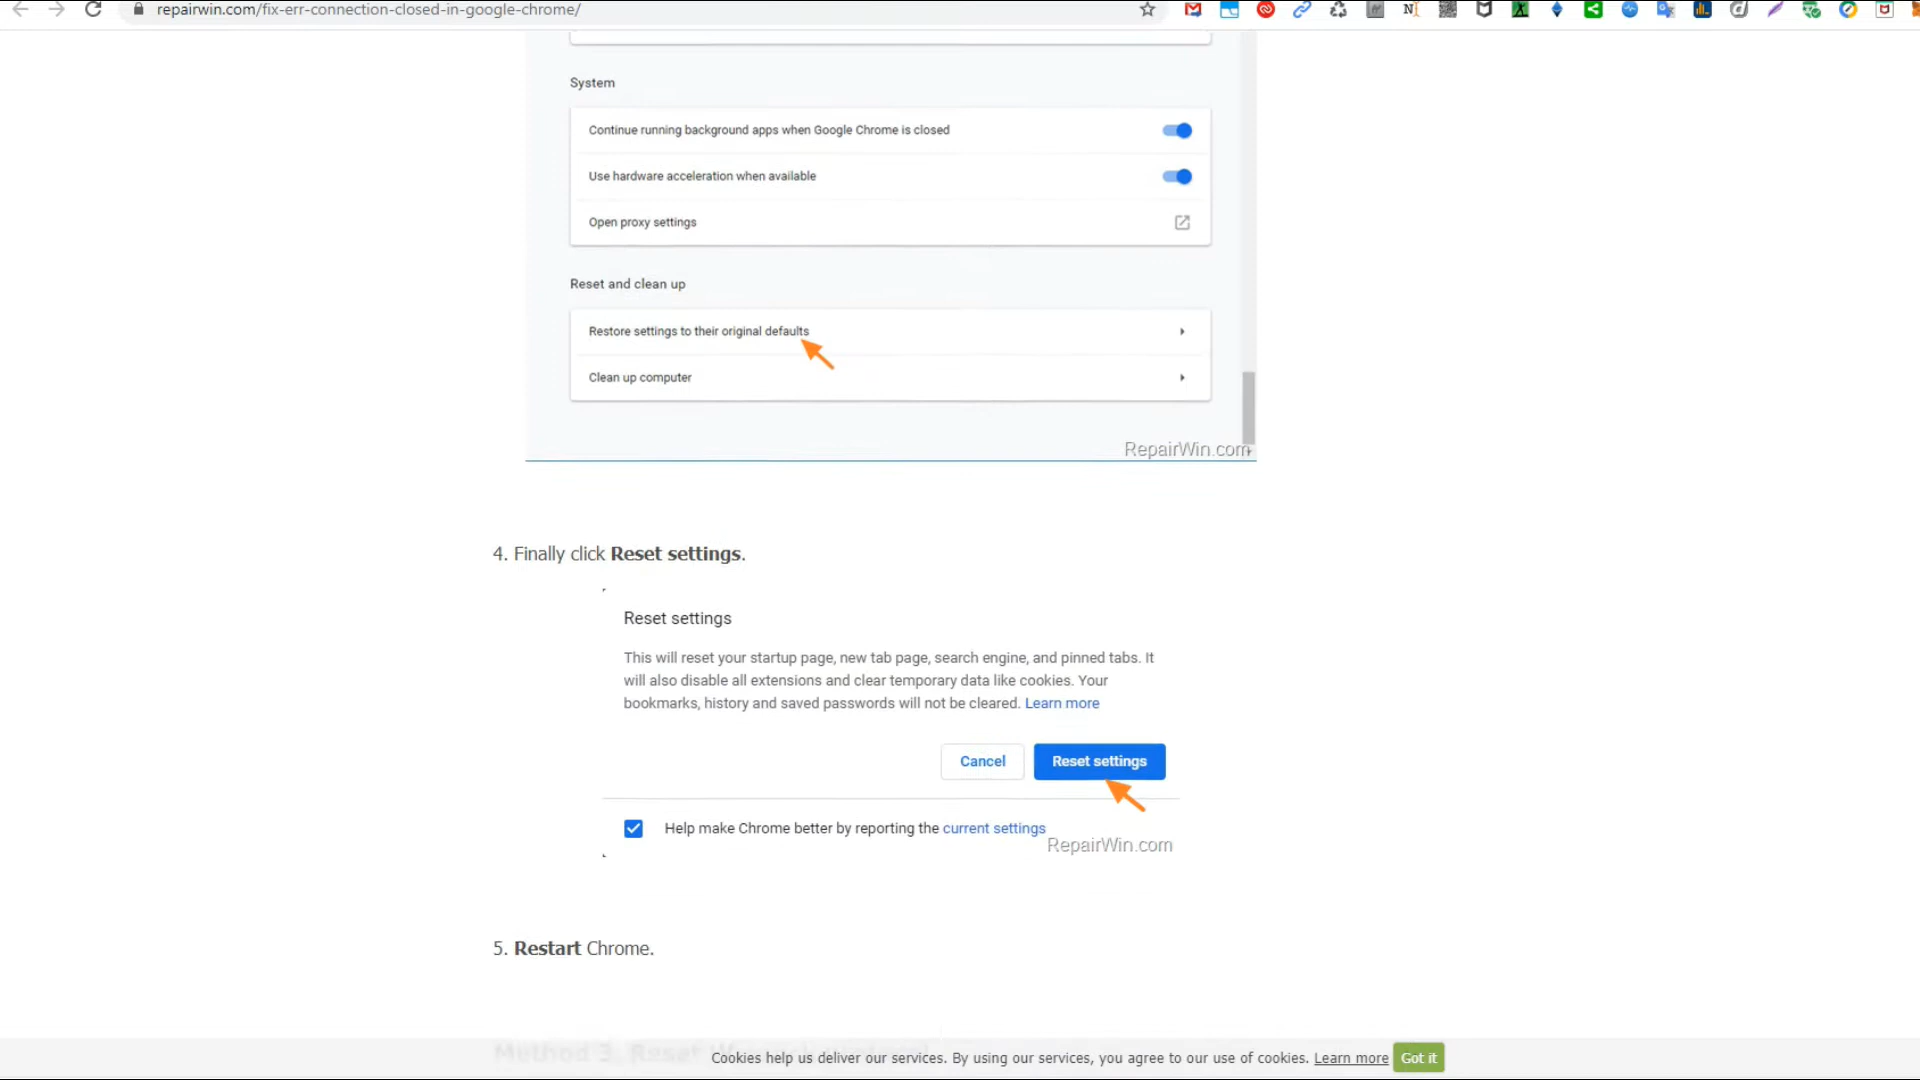 repairwin.com/fix-err-connection-closed-in-google-chrome/
System
Continue running background apps when Google Chrome is closed
Use hardware acceleration when available
Open proxy settings
Reset and clean up
Restore settings to their original defaults
Clean up computer
RepairWin.com
4. Finally click Reset settings.
Reset settings
This will reset your startup page, new tab page, search engine, and pinned tabs. It
will also disable all extensions and clear temporary data like cookies. Your
bookmarks, history and saved passwords will not be cleared. Learn more
Cancel
Reset settings
Help make Chrome better by reporting the current settings
RepairWin.com
5. Restart Chrome.
Method 3. Reset
Cookies help us deliver our services. By using our services, you agree to our use of cookies. Learn more Got it